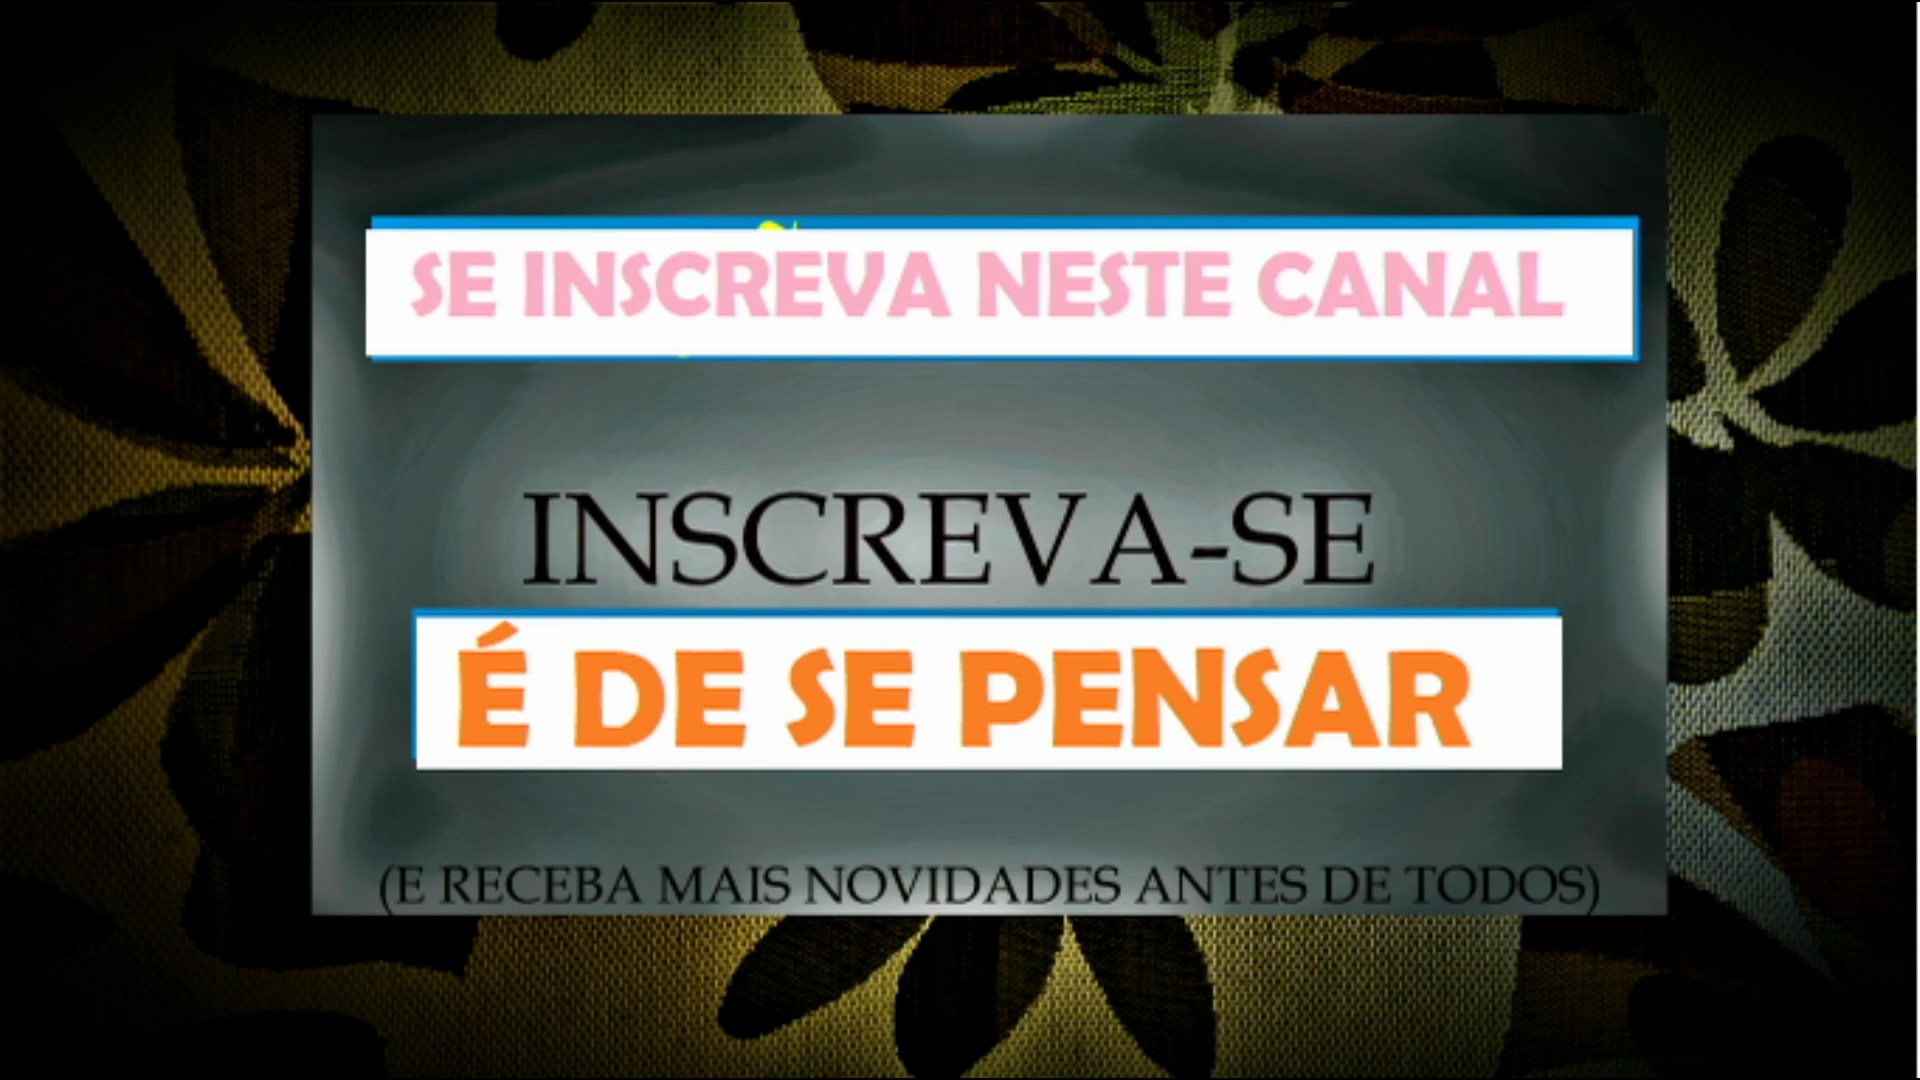 SE INSCREVA NESTE CANAL
INSCREVA-SE
É DE SE PENSAR
(E RECEBA MAIS NOVIDADES ANTES DE TODOS)